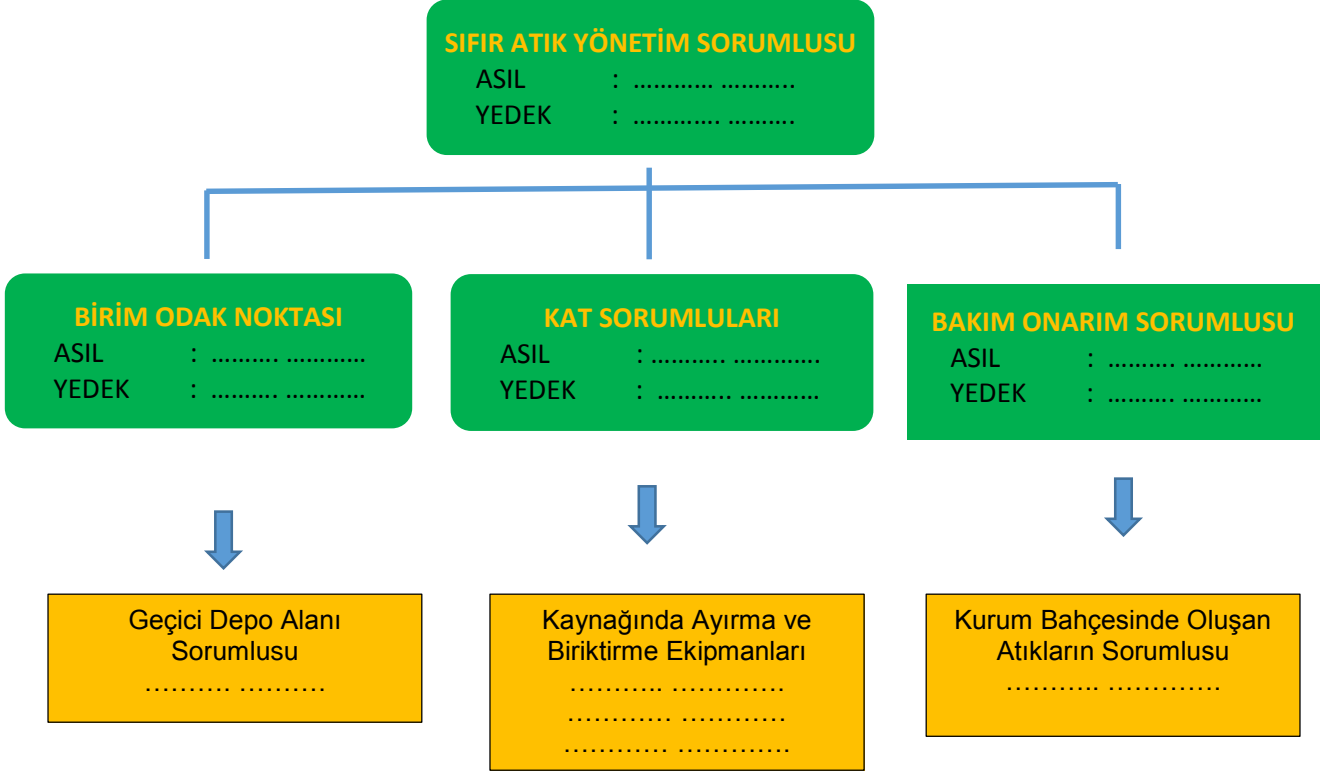 SIFIR ATIK YÖNETİM SORUMLUSU
ASIL : ………… ………..
YEDEK : …………. ……….
BİRİM ODAK NOKTASI
ASIL : ………. …………
YEDEK : ………. …………
KAT SORUMLULARI
ASIL : ……….. ………….
YEDEK : ……….. …………
BAKIM ONARIM SORUMLUSU
ASIL : ………. …………
YEDEK : ………. …………
Geçici Depo Alanı
Sorumlusu
………. ……….
Kaynağında Ayırma ve
Biriktirme Ekipmanları
……….. ………….
………… …………
………… ………….
Kurum Bahçesinde Oluşan
Atıkların Sorumlusu
……….. ………….